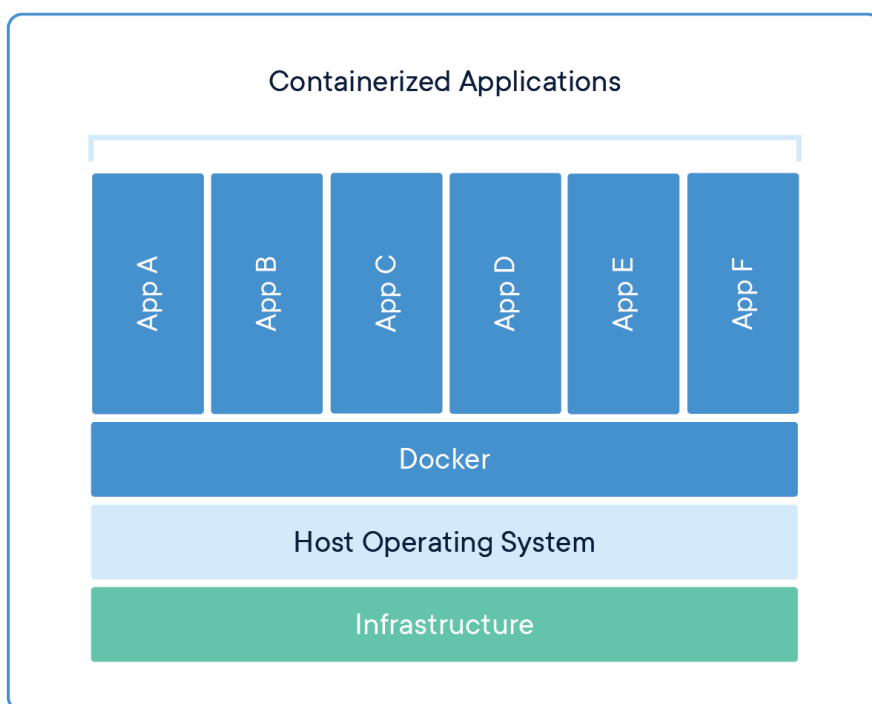 Containerized Applications
App A
App B
App C
App D
App E
App F
Docker
Host Operating System
Infrastructure